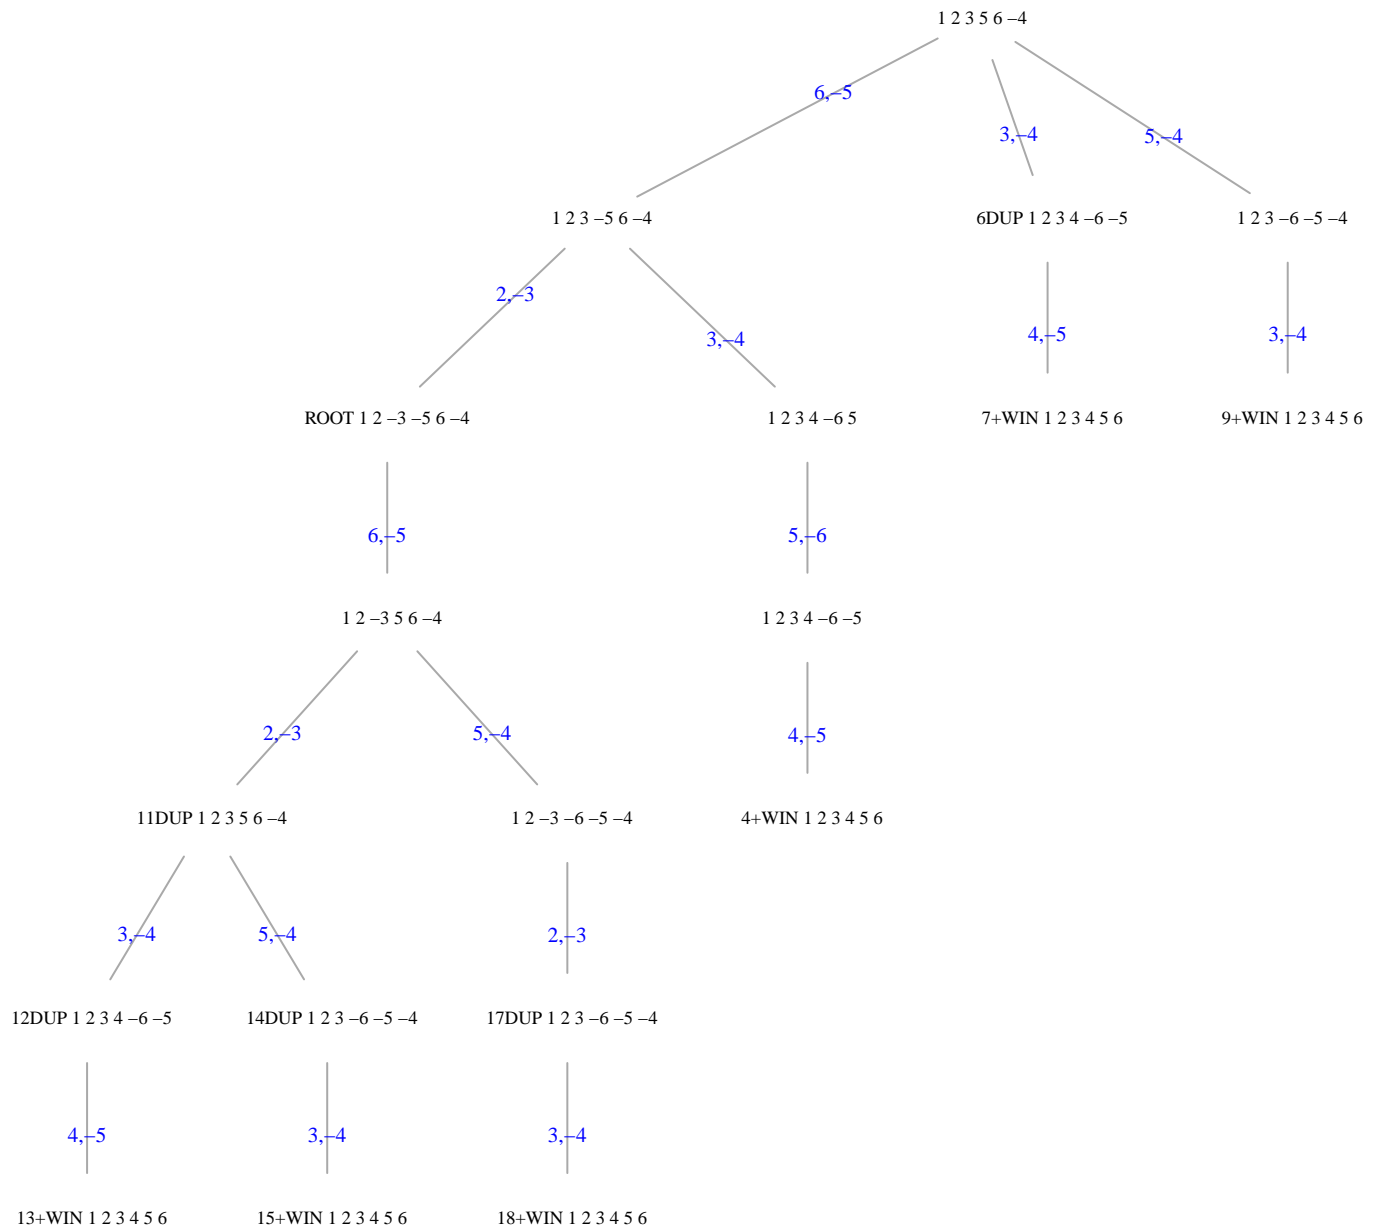 1 2 3 5 6 –4
6,–5
3,–4
5,–4
1 2 3 –5 6 –4
6DUP 1 2 3 4 –6 –5
1 2 3 –6 –5 –4
2,–3
3,–4
4,–5
3,–4
ROOT 1 2 –3 –5 6 –4
1 2 3 4 –6 5
7+WIN 1 2 3 4 5 6
9+WIN 1 2 3 4 5 6
6,–5
5,–6
1 2 –3 5 6 –4
1 2 3 4 –6 –5
2,–3
5,–4
4,–5
11DUP 1 2 3 5 6 –4
1 2 –3 –6 –5 –4
4+WIN 1 2 3 4 5 6
3,–4
5,–4
2,–3
12DUP 1 2 3 4 –6 –5
14DUP 1 2 3 –6 –5 –4
17DUP 1 2 3 –6 –5 –4
4,–5
3,–4
3,–4
13+WIN 1 2 3 4 5 6
15+WIN 1 2 3 4 5 6
18+WIN 1 2 3 4 5 6